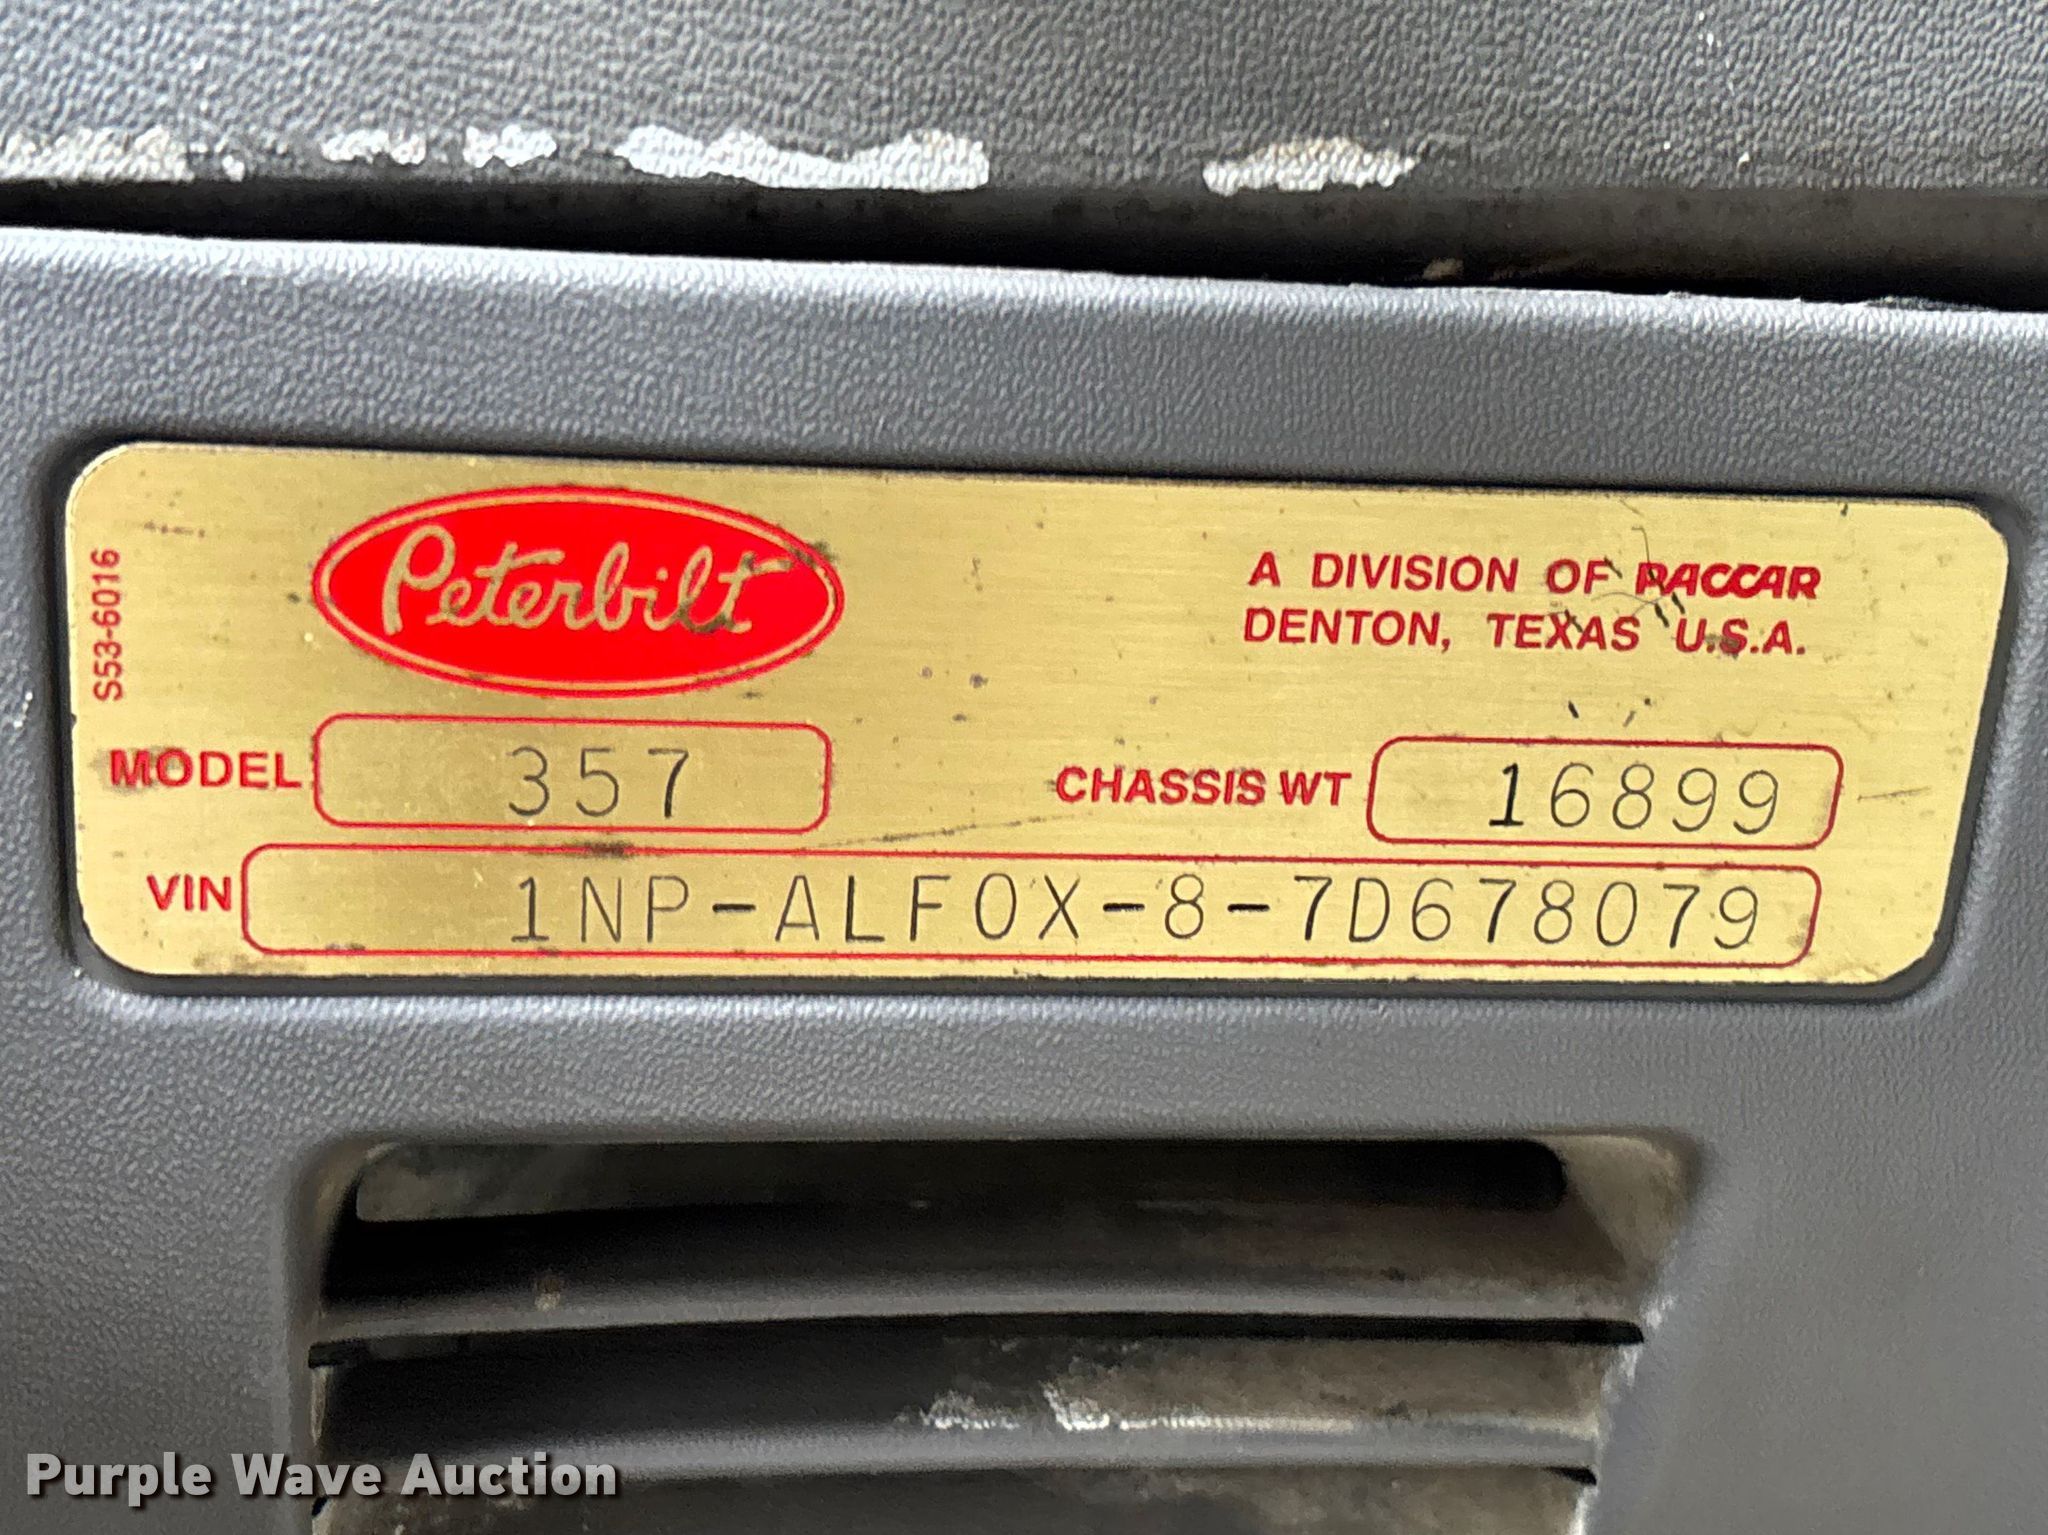 S53-6016
Peterbilt
A DIVISION OF PACCAR
DENTON, TEXAS U.S.A.
MODEL 357
CHASSIS WT 16899
VIN 1NP-ALF0X-8-7D678079
Purple Wave Auction